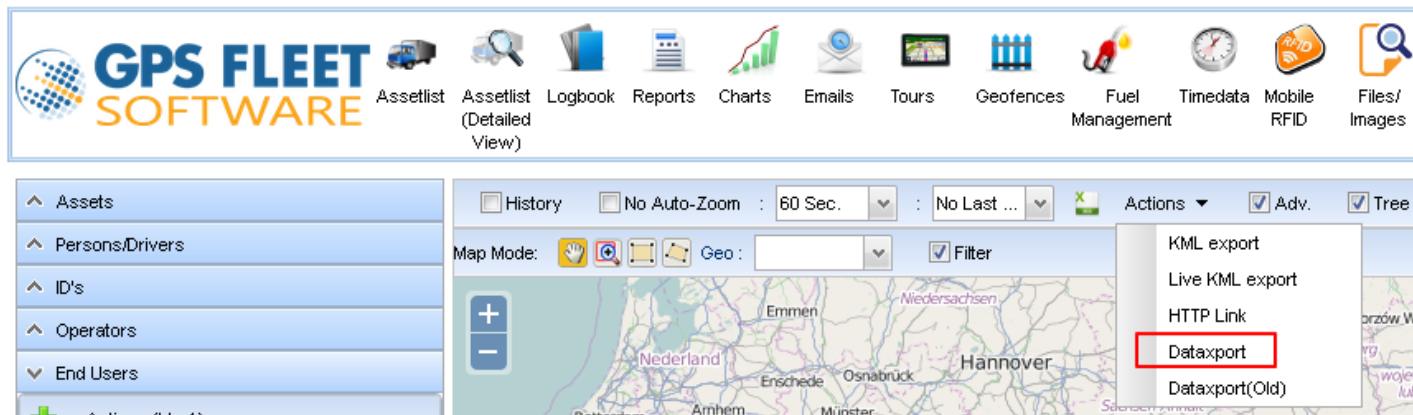 GPS FLEET
SOFTWARE
Assetlist
Assetlist
(Detailed
View)
Logbook
Reports
Charts
Emails
Tours
Geofences
Fuel
Management
Timedata
RFID
Mobile
RFID
Files/
Images
Assets
Persons/Drivers
ID's
Operators
End Users
History
No Auto-Zoom
:
60 Sec.
:
No Last ...
X
Actions
Adv.
Tree
Map Mode:
Geo :
Filter
KML export
Live KML export
HTTP Link
Dataxport
Dataxport(Old)
+
−
Niedersachsen
Emmen
Nederland
Hannover
Enschede
Osnabrück
Arnhem
Münster